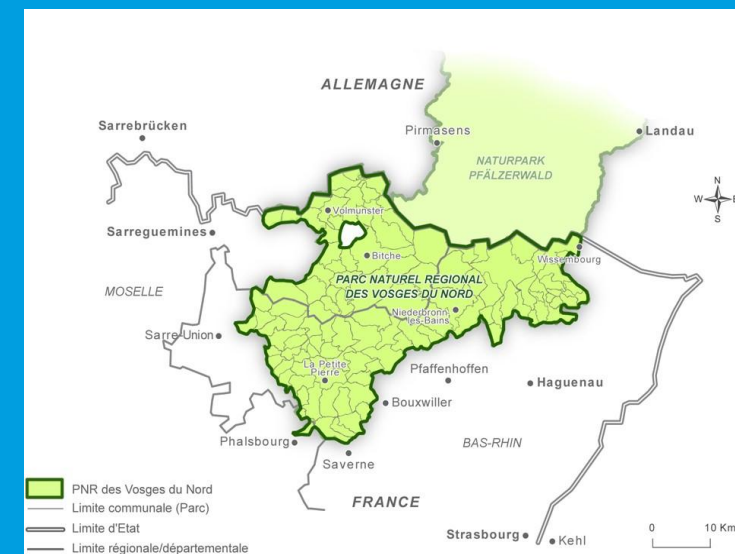 ALLEMAGNE
Sarrebrücken
Pirmasens
Landau
NATURPARK
PFÄLZERWALD
N
W E
S
Volmunster
Sarreguemines
Bitche
Wissembourg
PARC NATUREL RÉGIONAL
DES VOSGES DU NORD
MOSELLE
Niederbronn
les-Bains
Sarre-Union
La Petite
Pierre
Pfaffenhoffen
Haguenau
Bouxwiller
Phalsbourg
BAS-RHIN
Saverne
PNR des Vosges du Nord
Limite communale (Parc)
FRANCE
Limite d'Etat
Strasbourg
Kehl
0 10 Km
Limite régionale/départementale